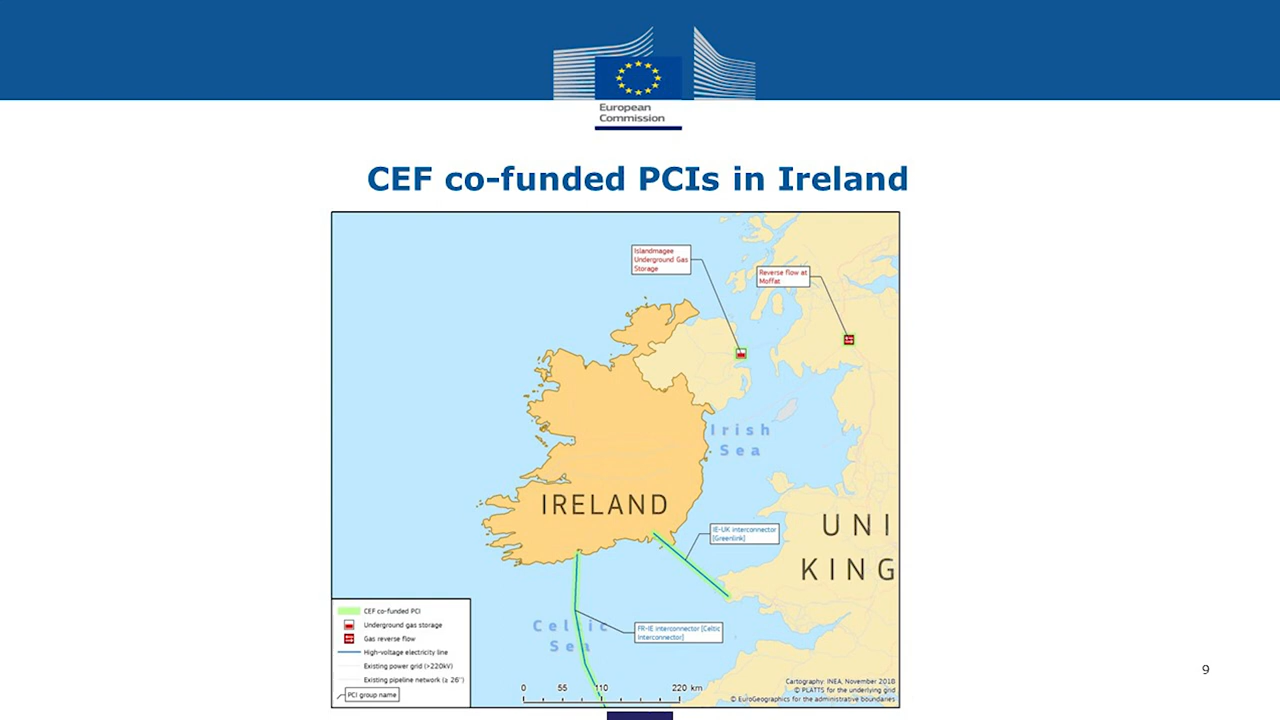 European
Commission
CEF co-funded PCIs in Ireland
Islandmagee
Underground Gas
Storage
Reverse flow at
Moffat
Irish
Sea
IRELAND
IE-UK interconnector
[Greenlink]
UNI
KING
FR-IE interconnector [Celtic
Interconnector]
Celtic
Sea
CEF co-funded PCI
Underground gas storage
Gas reverse flow
High-voltage electricity line
Existing power grid (>220kV)
Existing pipeline network (≥ 26")
PCI group name
0 55 110 220 km
Cartography: INEA, November 2018
© PLATTS for the underlying grid
© EuroGeographics for the administrative boundaries
9